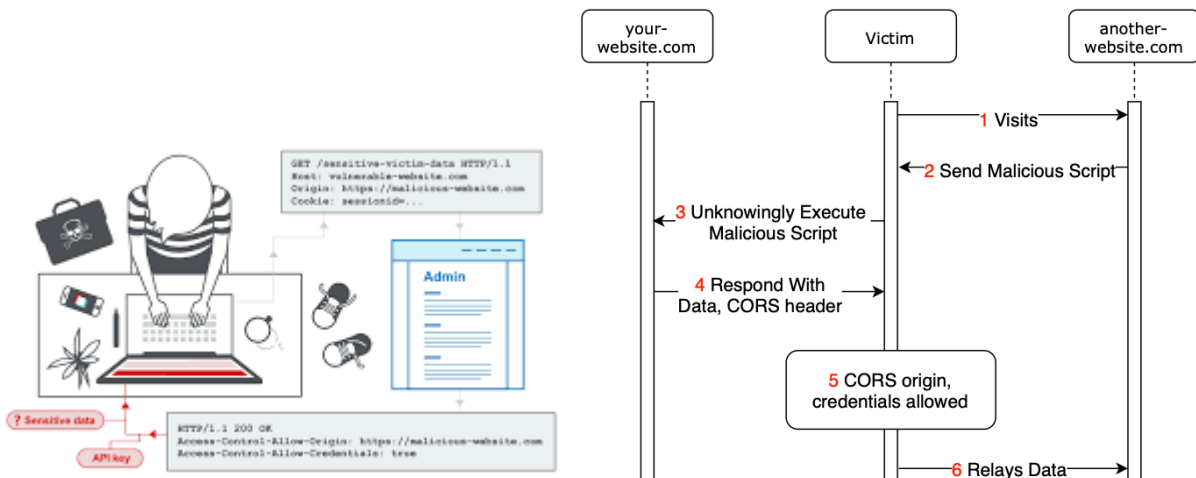 GET /sensitive-victim-data HTTP/1.1
Host: vulnerable-website.com
Origin: https://malicious-website.com
Cookie: sessionid=...
Admin
? Sensitive data
API key
HTTP/1.1 200 OK
Access-Control-Allow-Origin: https://malicious-website.com
Access-Control-Allow-Credentials: true
your-
website.com
Victim
another-
website.com
1 Visits
2 Send Malicious Script
3 Unknowingly Execute
Malicious Script
4 Respond With
Data, CORS header
5 CORS origin,
credentials allowed
6 Relays Data